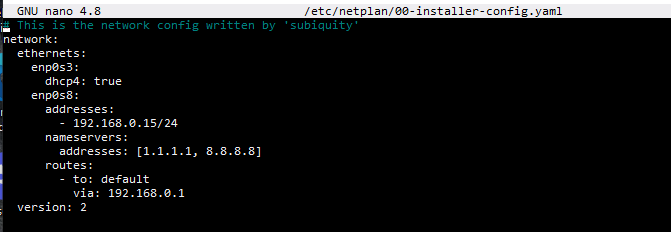 GNU nano 4.8 /etc/netplan/00-installer-config.yaml
# This is the network config written by 'subiquity'
network:
  ethernets:
    enp0s3:
      dhcp4: true
    enp0s8:
      addresses:
        - 192.168.0.15/24
      nameservers:
        addresses: [1.1.1.1, 8.8.8.8]
      routes:
        - to: default
          via: 192.168.0.1
  version: 2